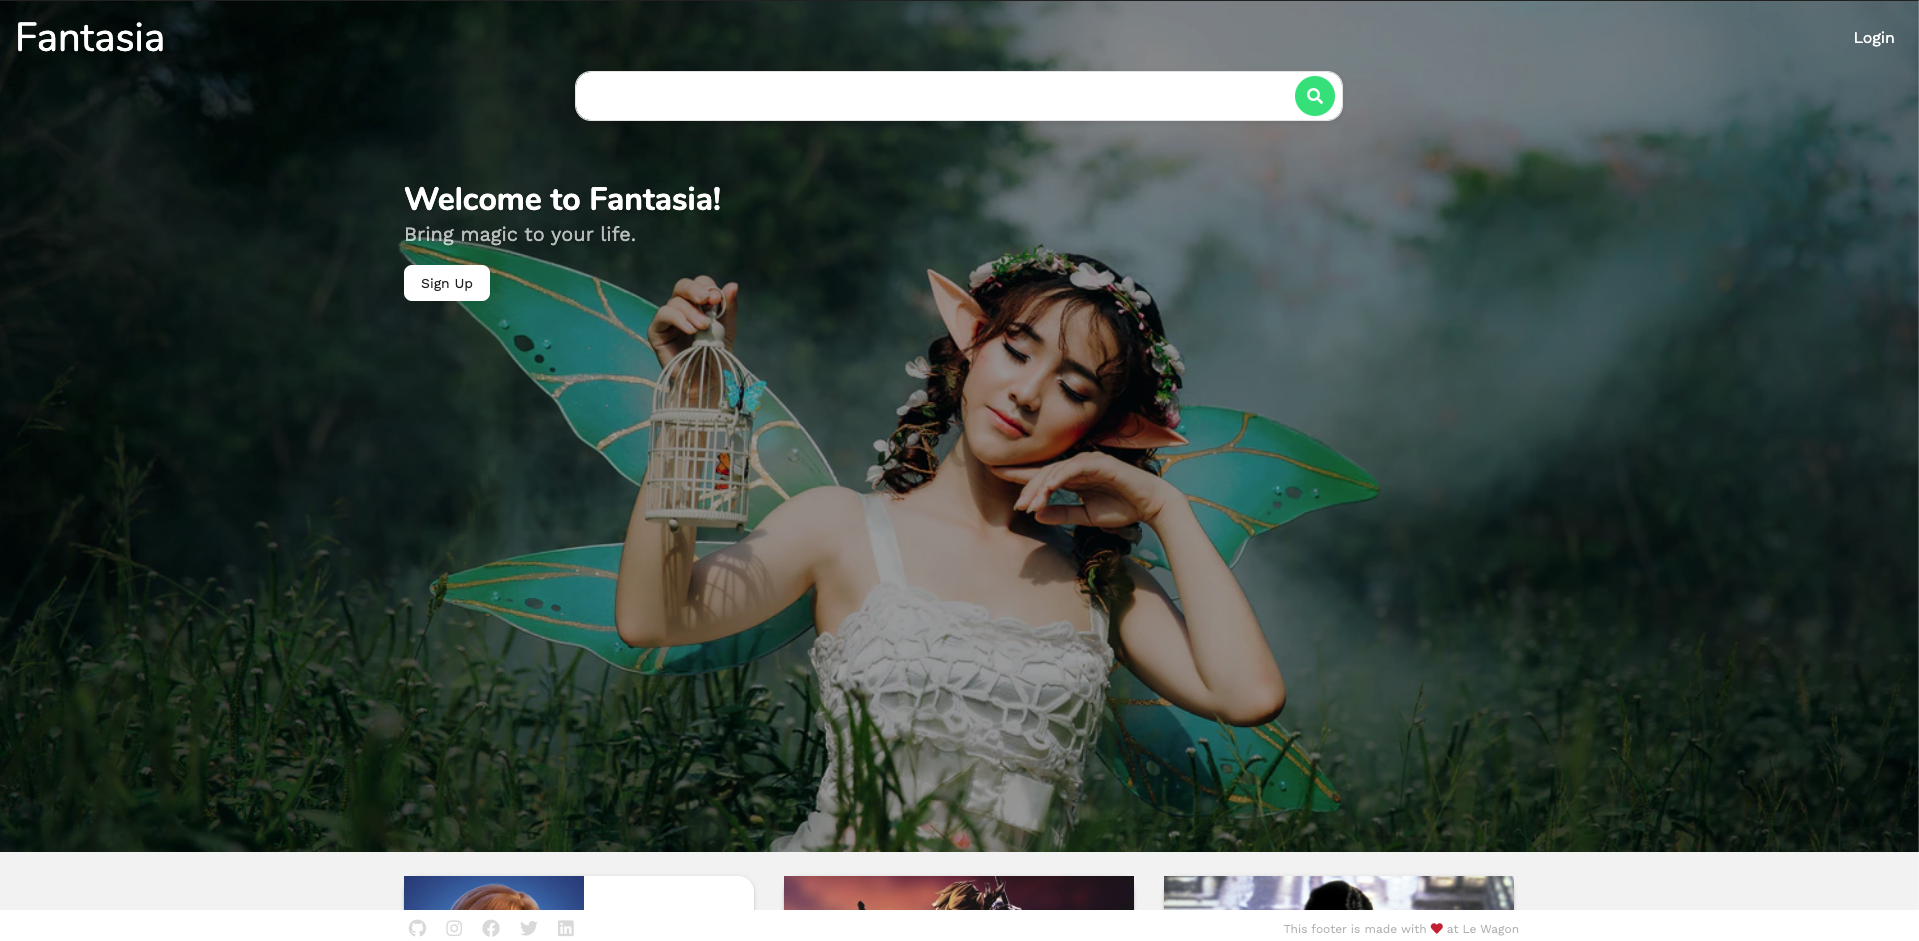 Fantasia
Login
Welcome to Fantasia!
Bring magic to your life.
Sign Up
This footer is made with ❤ at Le Wagon